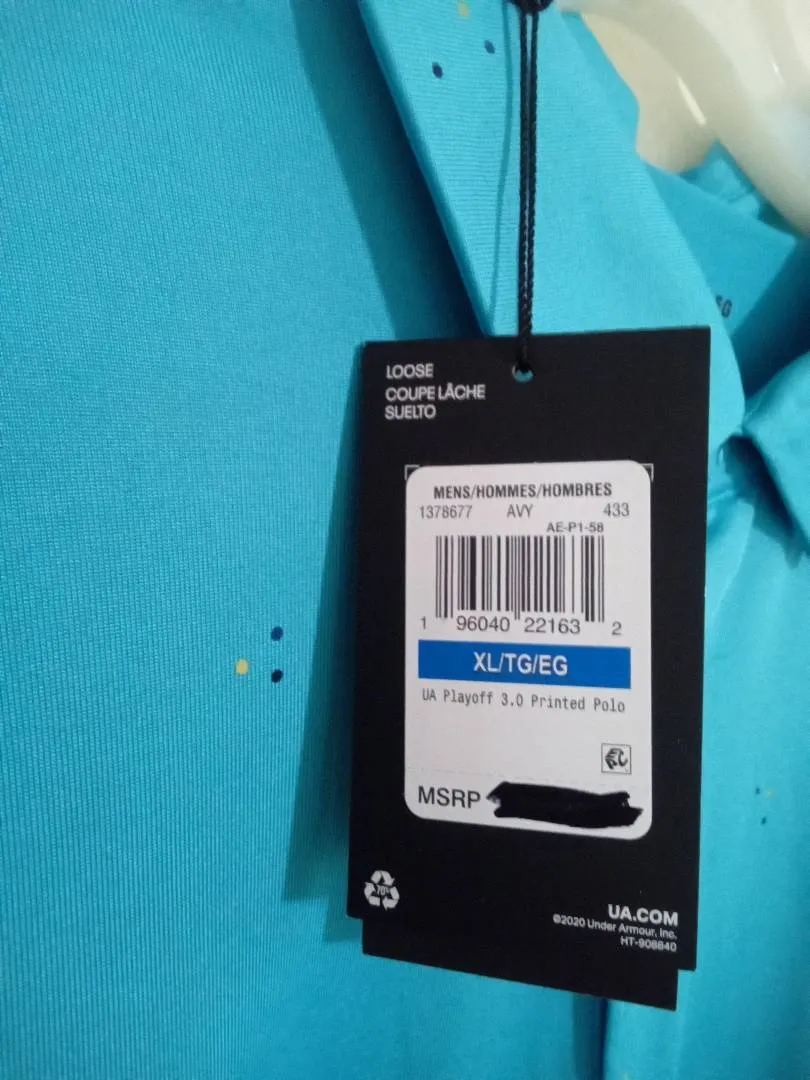 LOOSE
COUPE LÂCHE
SUELTO
MENS/HOMMES/HOMBRES
1378677 AVY 433
AE-P1-58
1 96040 22163 2
XL/TG/EG
UA Playoff 3.0 Printed Polo
MSRP
70%
UA.COM
©2020 Under Armour, Inc.
HT-908840